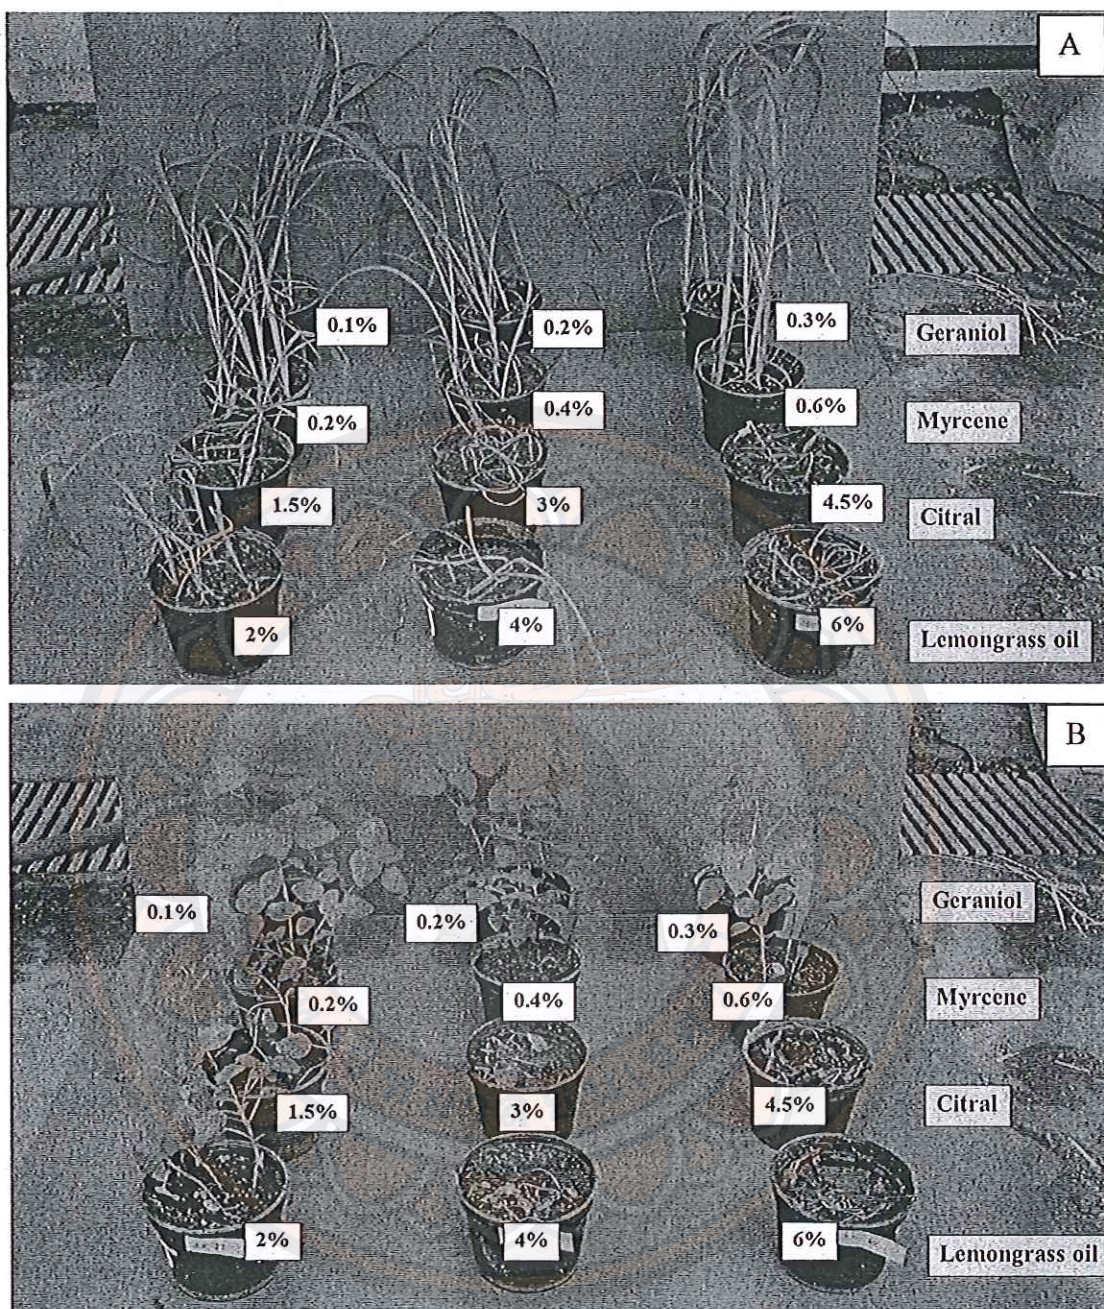 A
0.1% 0.2% 0.3% Geraniol
0.2% 0.4% 0.6% Myrcene
1.5% 3% 4.5% Citral
2% 4% 6% Lemongrass oil
B
0.1% 0.2% 0.3% Geraniol
0.2% 0.4% 0.6% Myrcene
1.5% 3% 4.5% Citral
2% 4% 6% Lemongrass oil